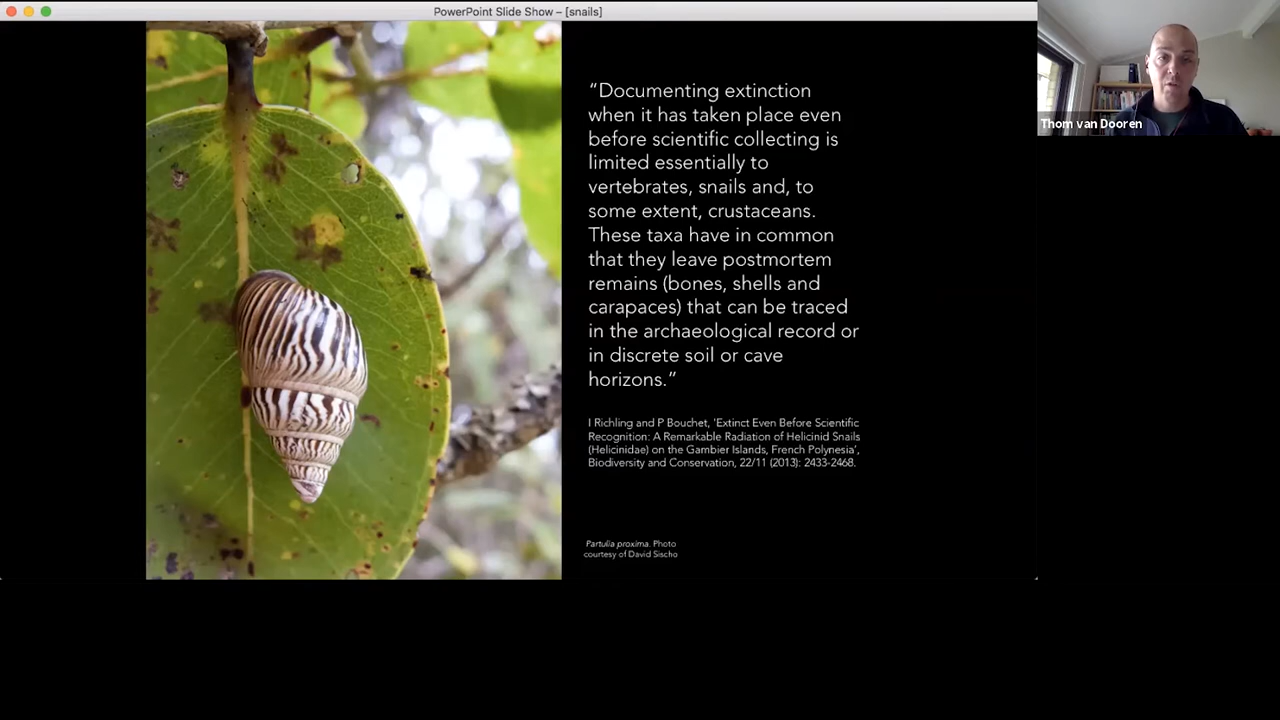 PowerPoint Slide Show – [snails]
“Documenting extinction
when it has taken place even
before scientific collecting is
limited essentially to
vertebrates, snails and, to
some extent, crustaceans.
These taxa have in common
that they leave postmortem
remains (bones, shells and
carapaces) that can be traced
in the archaeological record or
in discrete soil or cave
horizons.”
I Richling and P Bouchet, 'Extinct Even Before Scientific
Recognition: A Remarkable Radiation of Helicinid Snails
(Helicinidae) on the Gambier Islands, French Polynesia',
Biodiversity and Conservation, 22/11 (2013): 2433-2468.
Partulia proxima. Photo
courtesy of David Sischo
Thom van Dooren